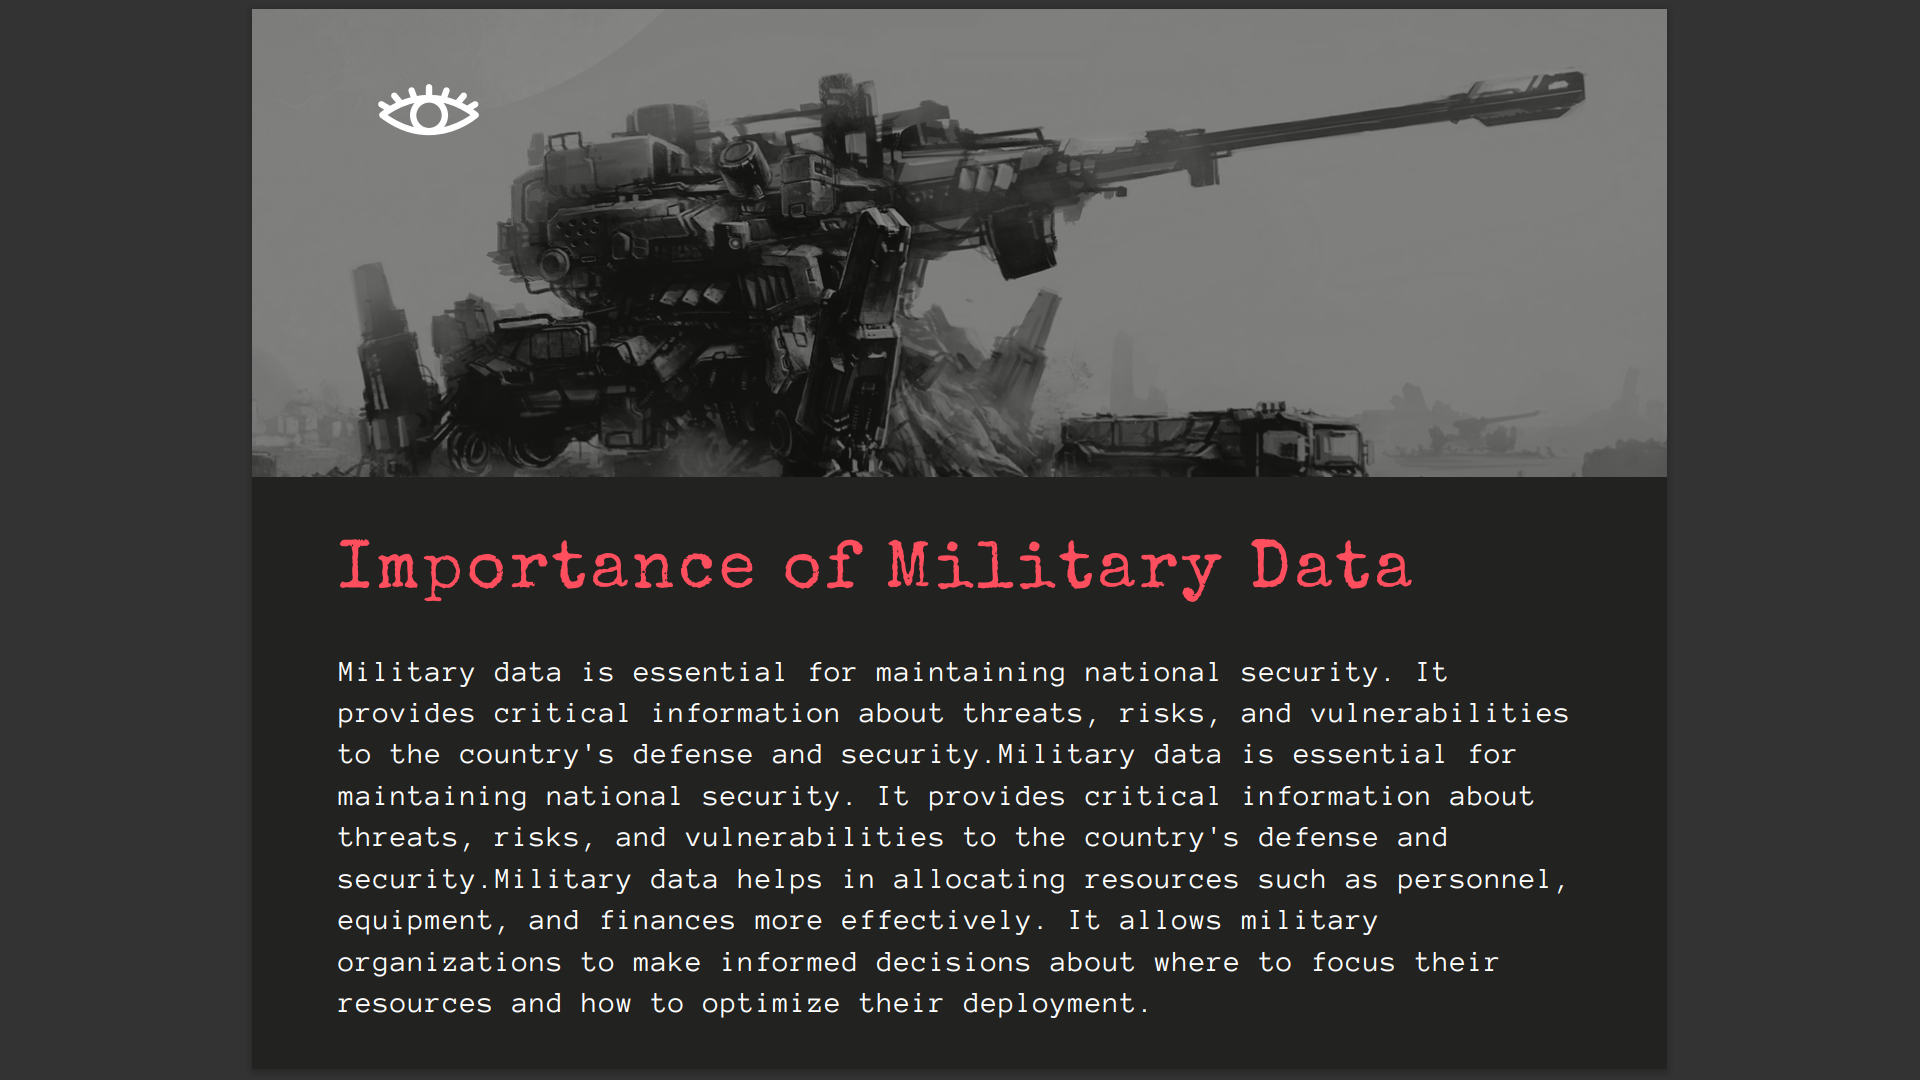 Importance of Military Data
Military data is essential for maintaining national security. It
provides critical information about threats, risks, and vulnerabilities
to the country's defense and security.Military data is essential for
maintaining national security. It provides critical information about
threats, risks, and vulnerabilities to the country's defense and
security.Military data helps in allocating resources such as personnel,
equipment, and finances more effectively. It allows military
organizations to make informed decisions about where to focus their
resources and how to optimize their deployment.